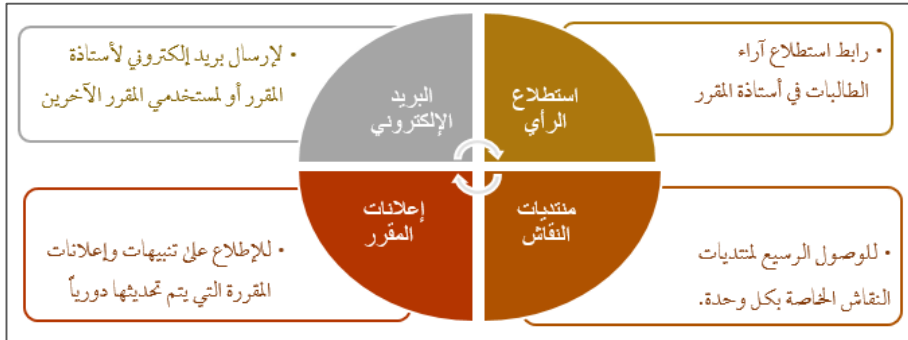 • رابط استطلاع آراء
الطالبات في أستاذة المقرر
استطلاع
الرأي
البريد
الإلكتروني
• لإرسال بريد إلكتروني لأستاذة
المقرر أو لمستخدمي المقرر الآخرين
منتديات
النقاش
• للوصول الرسيع لمنتديات
النقاش الخاصة بكل وحدة.
إعلانات
المقرر
• للإطلاع على تنبيهات وإعلانات
المقررة التي يتم تحديثها دورياً